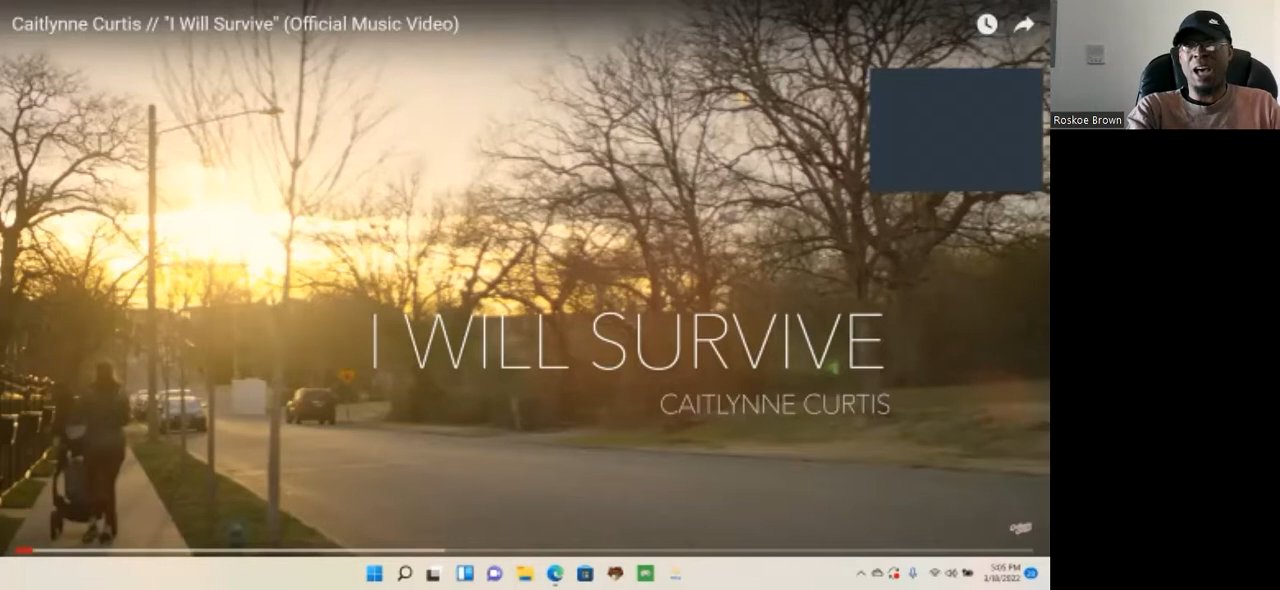 Caitlynne Curtis // "I Will Survive" (Official Music Video)
Roskoe Brown
I WILL SURVIVE
CAITLYNNE CURTIS
5:05 PM